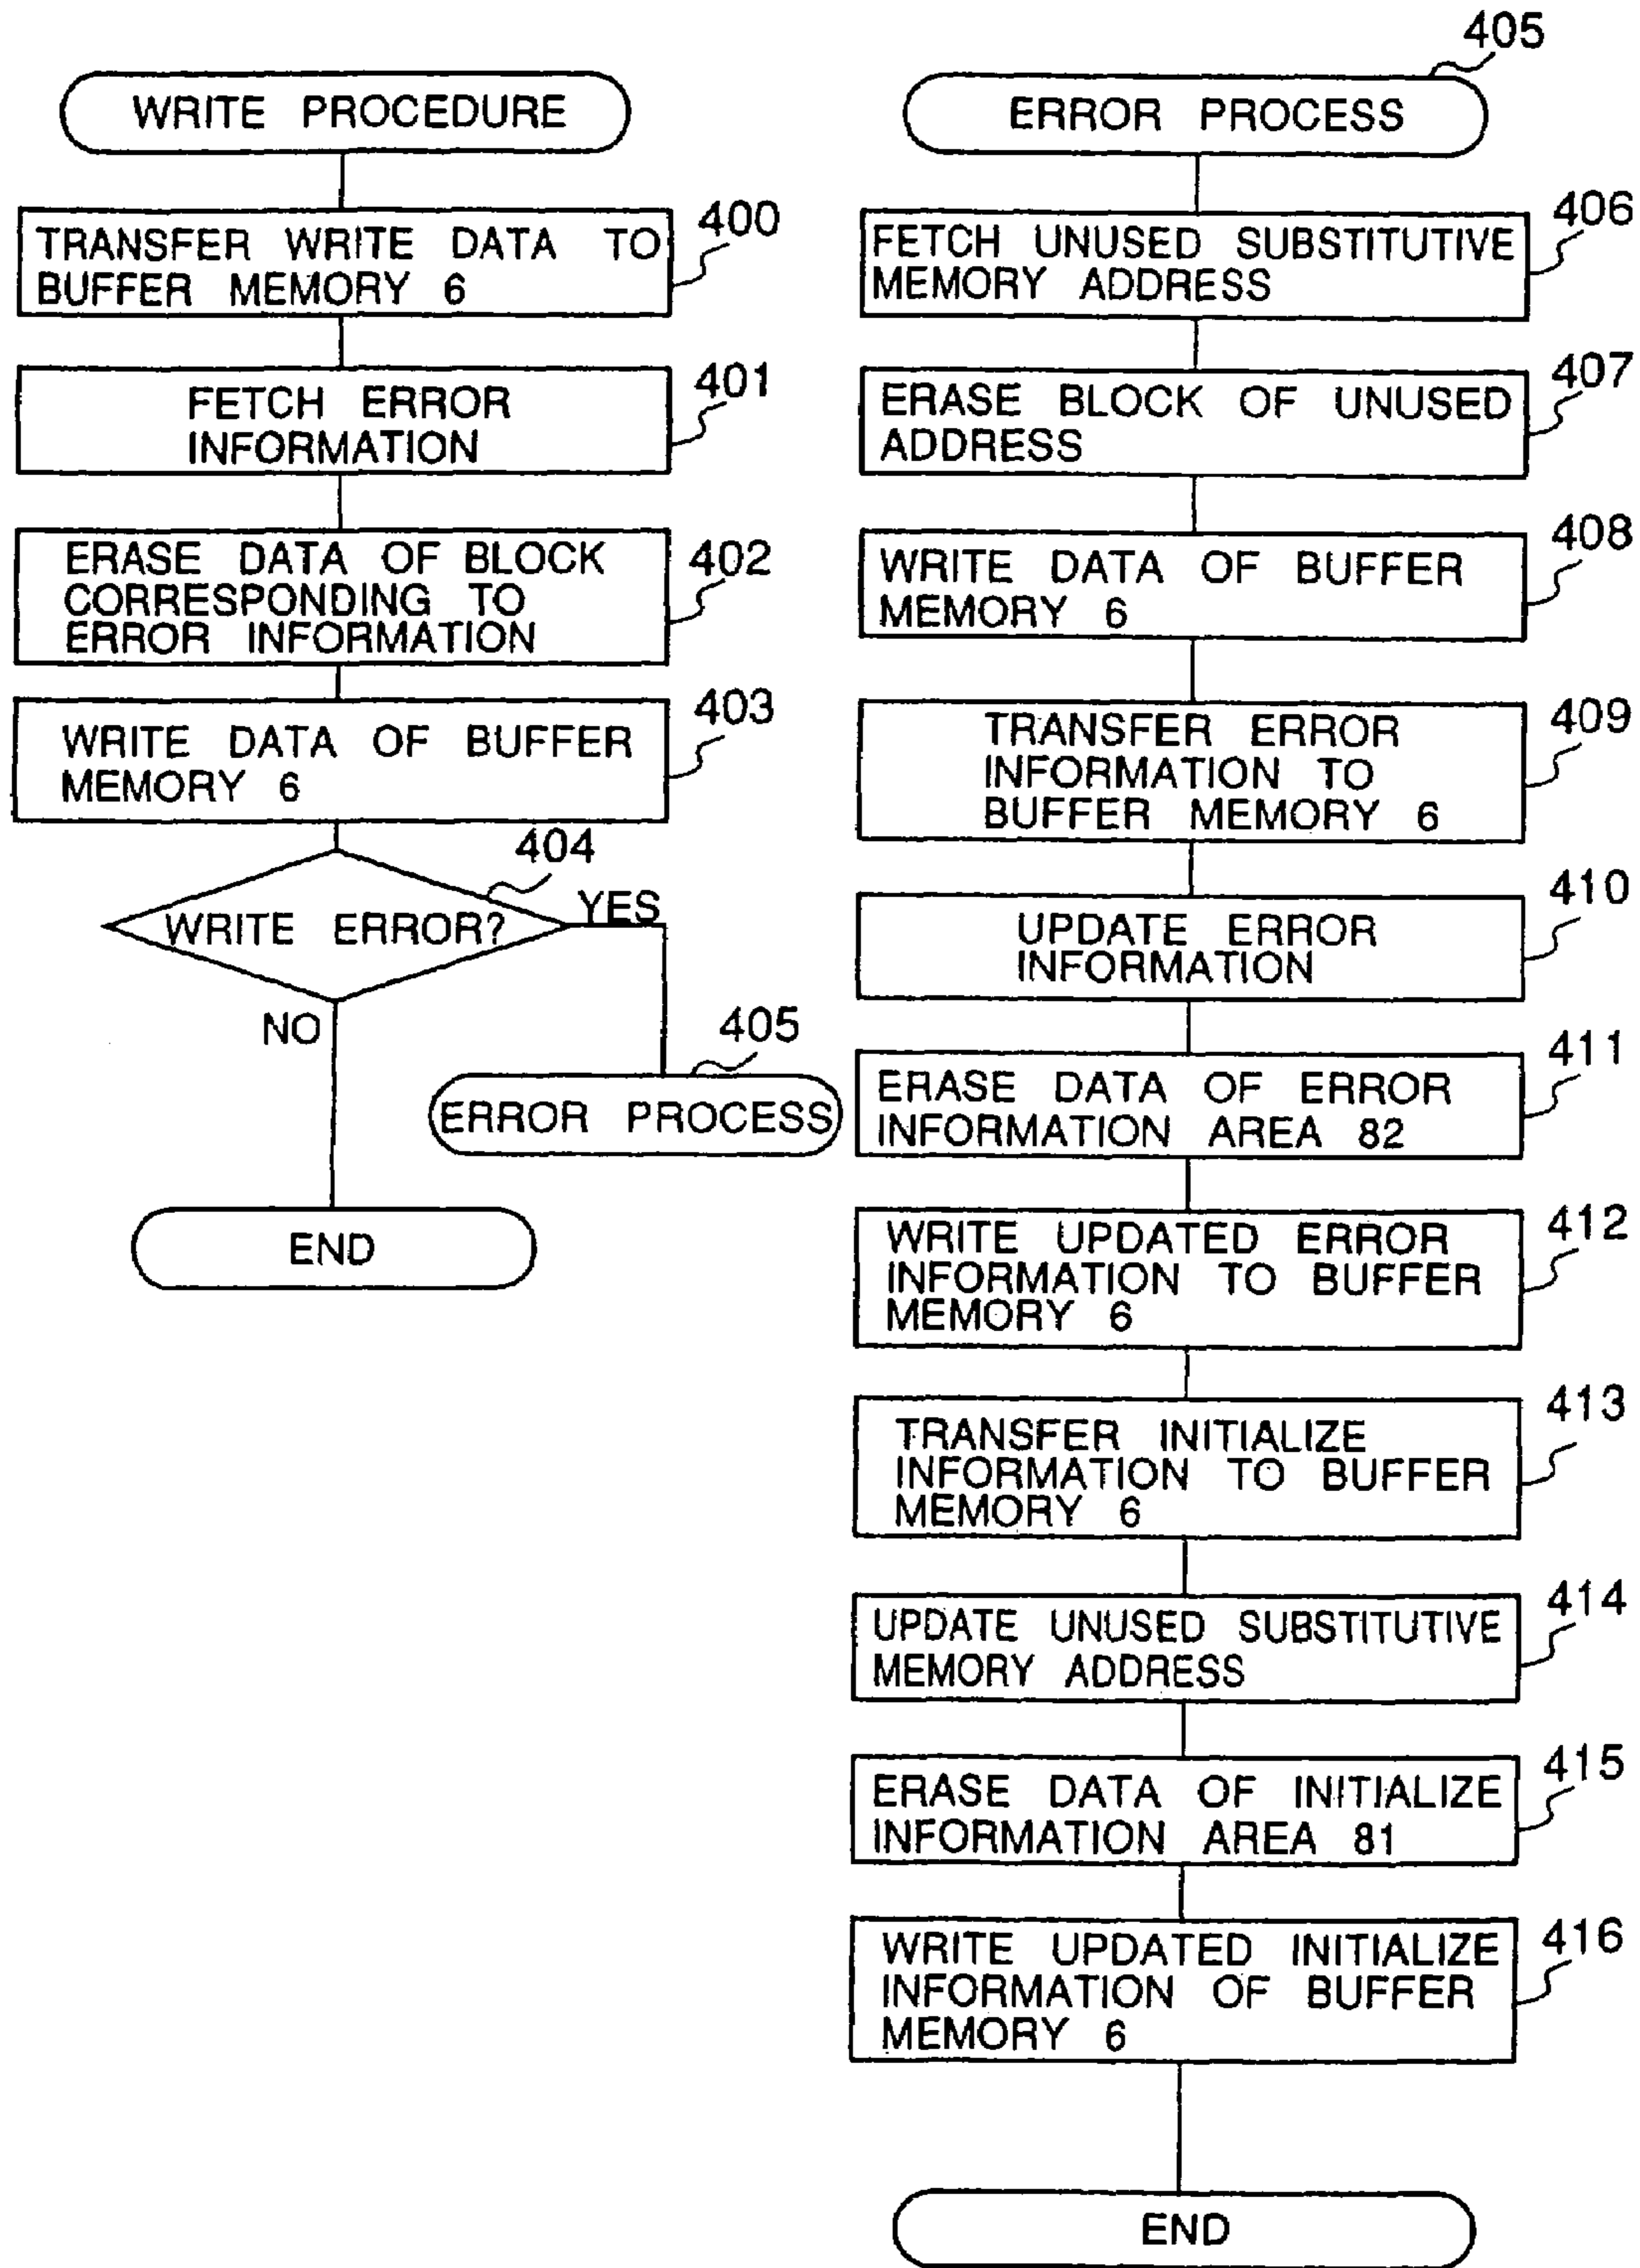 WRITE PROCEDURE
400
TRANSFER WRITE DATA TO
BUFFER MEMORY 6
401
FETCH ERROR
INFORMATION
402
ERASE DATA OF BLOCK
CORRESPONDING TO
ERROR INFORMATION
403
WRITE DATA OF BUFFER
MEMORY 6
404
WRITE ERROR?
YES
NO
405
ERROR PROCESS
END
405
ERROR PROCESS
406
FETCH UNUSED SUBSTITUTIVE
MEMORY ADDRESS
407
ERASE BLOCK OF UNUSED
ADDRESS
408
WRITE DATA OF BUFFER
MEMORY 6
409
TRANSFER ERROR
INFORMATION TO
BUFFER MEMORY 6
410
UPDATE ERROR
INFORMATION
411
ERASE DATA OF ERROR
INFORMATION AREA 82
412
WRITE UPDATED ERROR
INFORMATION TO BUFFER
MEMORY 6
413
TRANSFER INITIALIZE
INFORMATION TO BUFFER
MEMORY 6
414
UPDATE UNUSED SUBSTITUTIVE
MEMORY ADDRESS
415
ERASE DATA OF INITIALIZE
INFORMATION AREA 81
416
WRITE UPDATED INITIALIZE
INFORMATION OF BUFFER
MEMORY 6
END